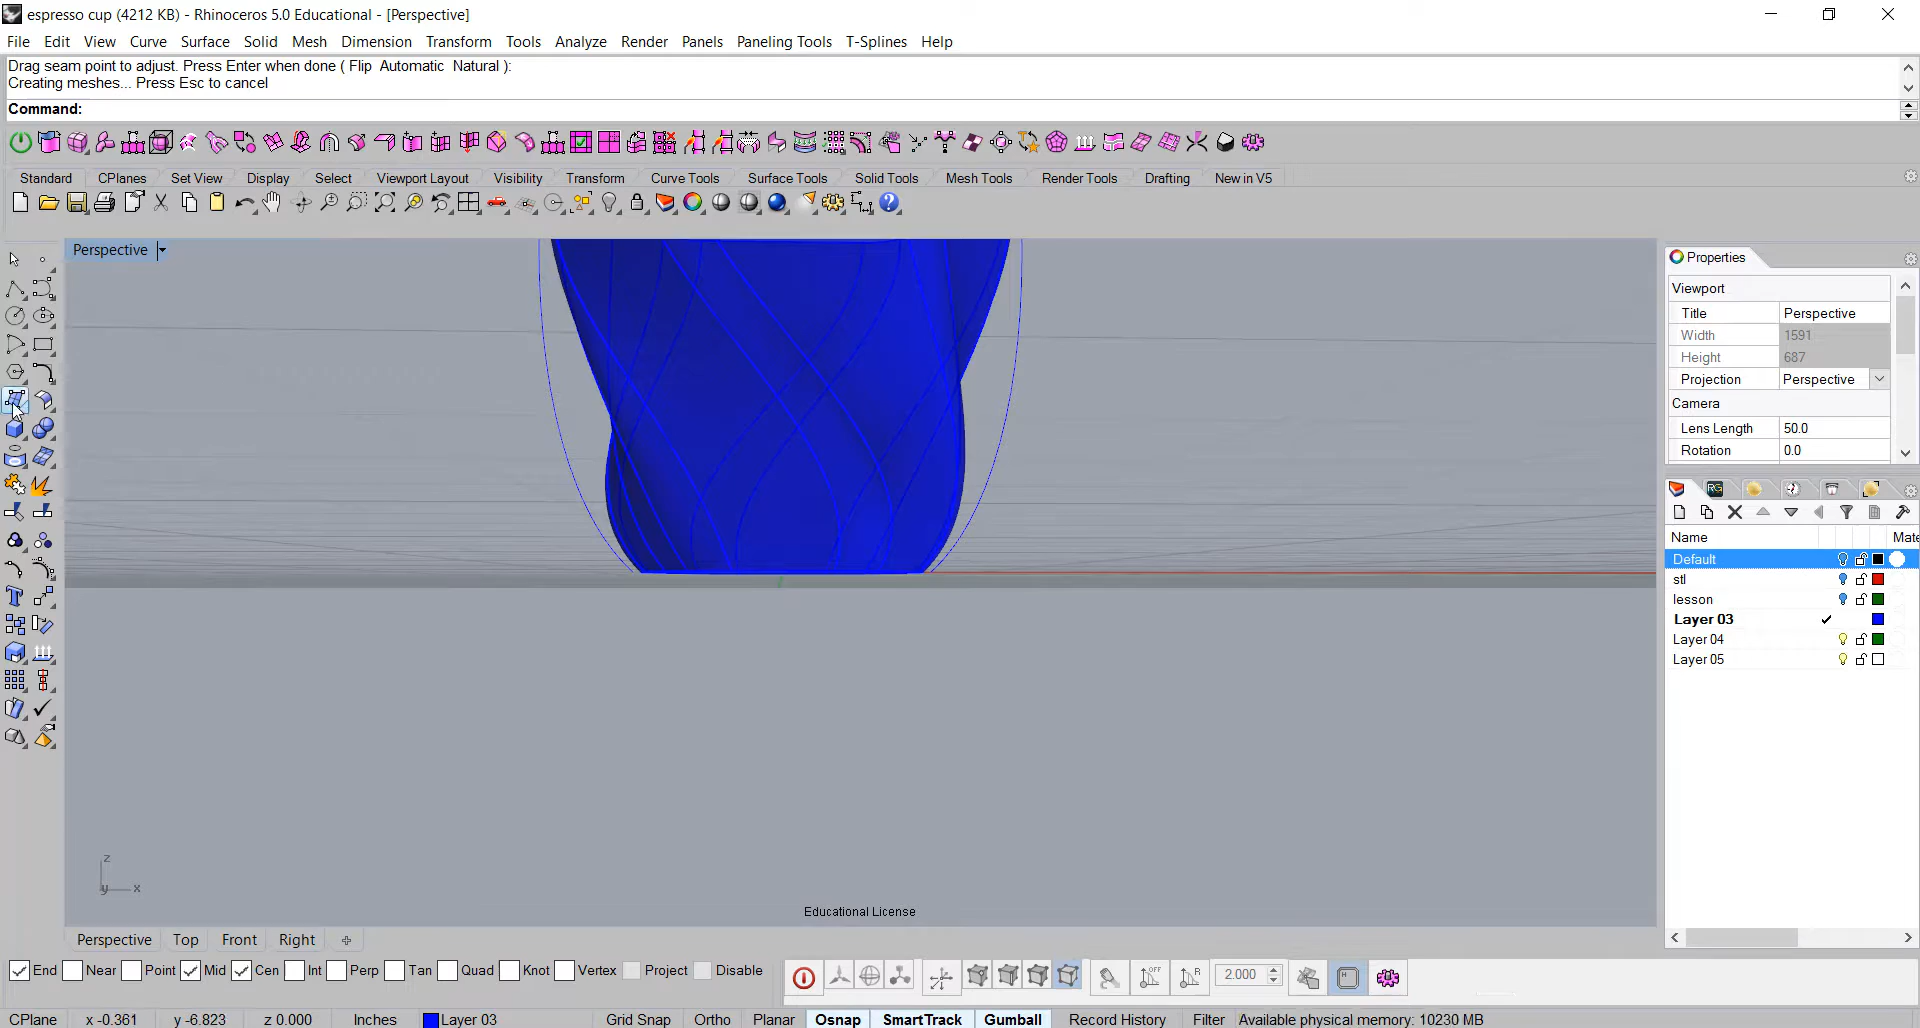 espresso cup (4212 KB) - Rhinoceros 5.0 Educational - [Perspective]
File Edit View Curve Surface Solid Mesh Dimension Transform Tools Analyze Render Panels Paneling Tools T-Splines Help
Drag seam point to adjust. Press Enter when done ( Flip Automatic Natural ):
Creating meshes... Press Esc to cancel
Command:
Standard CPlanes Set View Display Select Viewport Layout Visibility Transform Curve Tools Surface Tools Solid Tools Mesh Tools Render Tools Drafting New in V5
Perspective
Properties
Viewport
Title Perspective
Width 1591
Height 687
Projection Perspective
Camera
Lens Length 50.0
Rotation 0.0
Name Mate
Default
stl
lesson
Layer 03
Layer 04
Layer 05
z
y x
Educational License
Perspective Top Front Right
End Near Point Mid Cen Int Perp Tan Quad Knot Vertex Project Disable
2.000
CPlane x -0.361 y -6.823 z 0.000 Inches Layer 03 Grid Snap Ortho Planar Osnap SmartTrack Gumball Record History Filter Available physical memory: 10230 MB